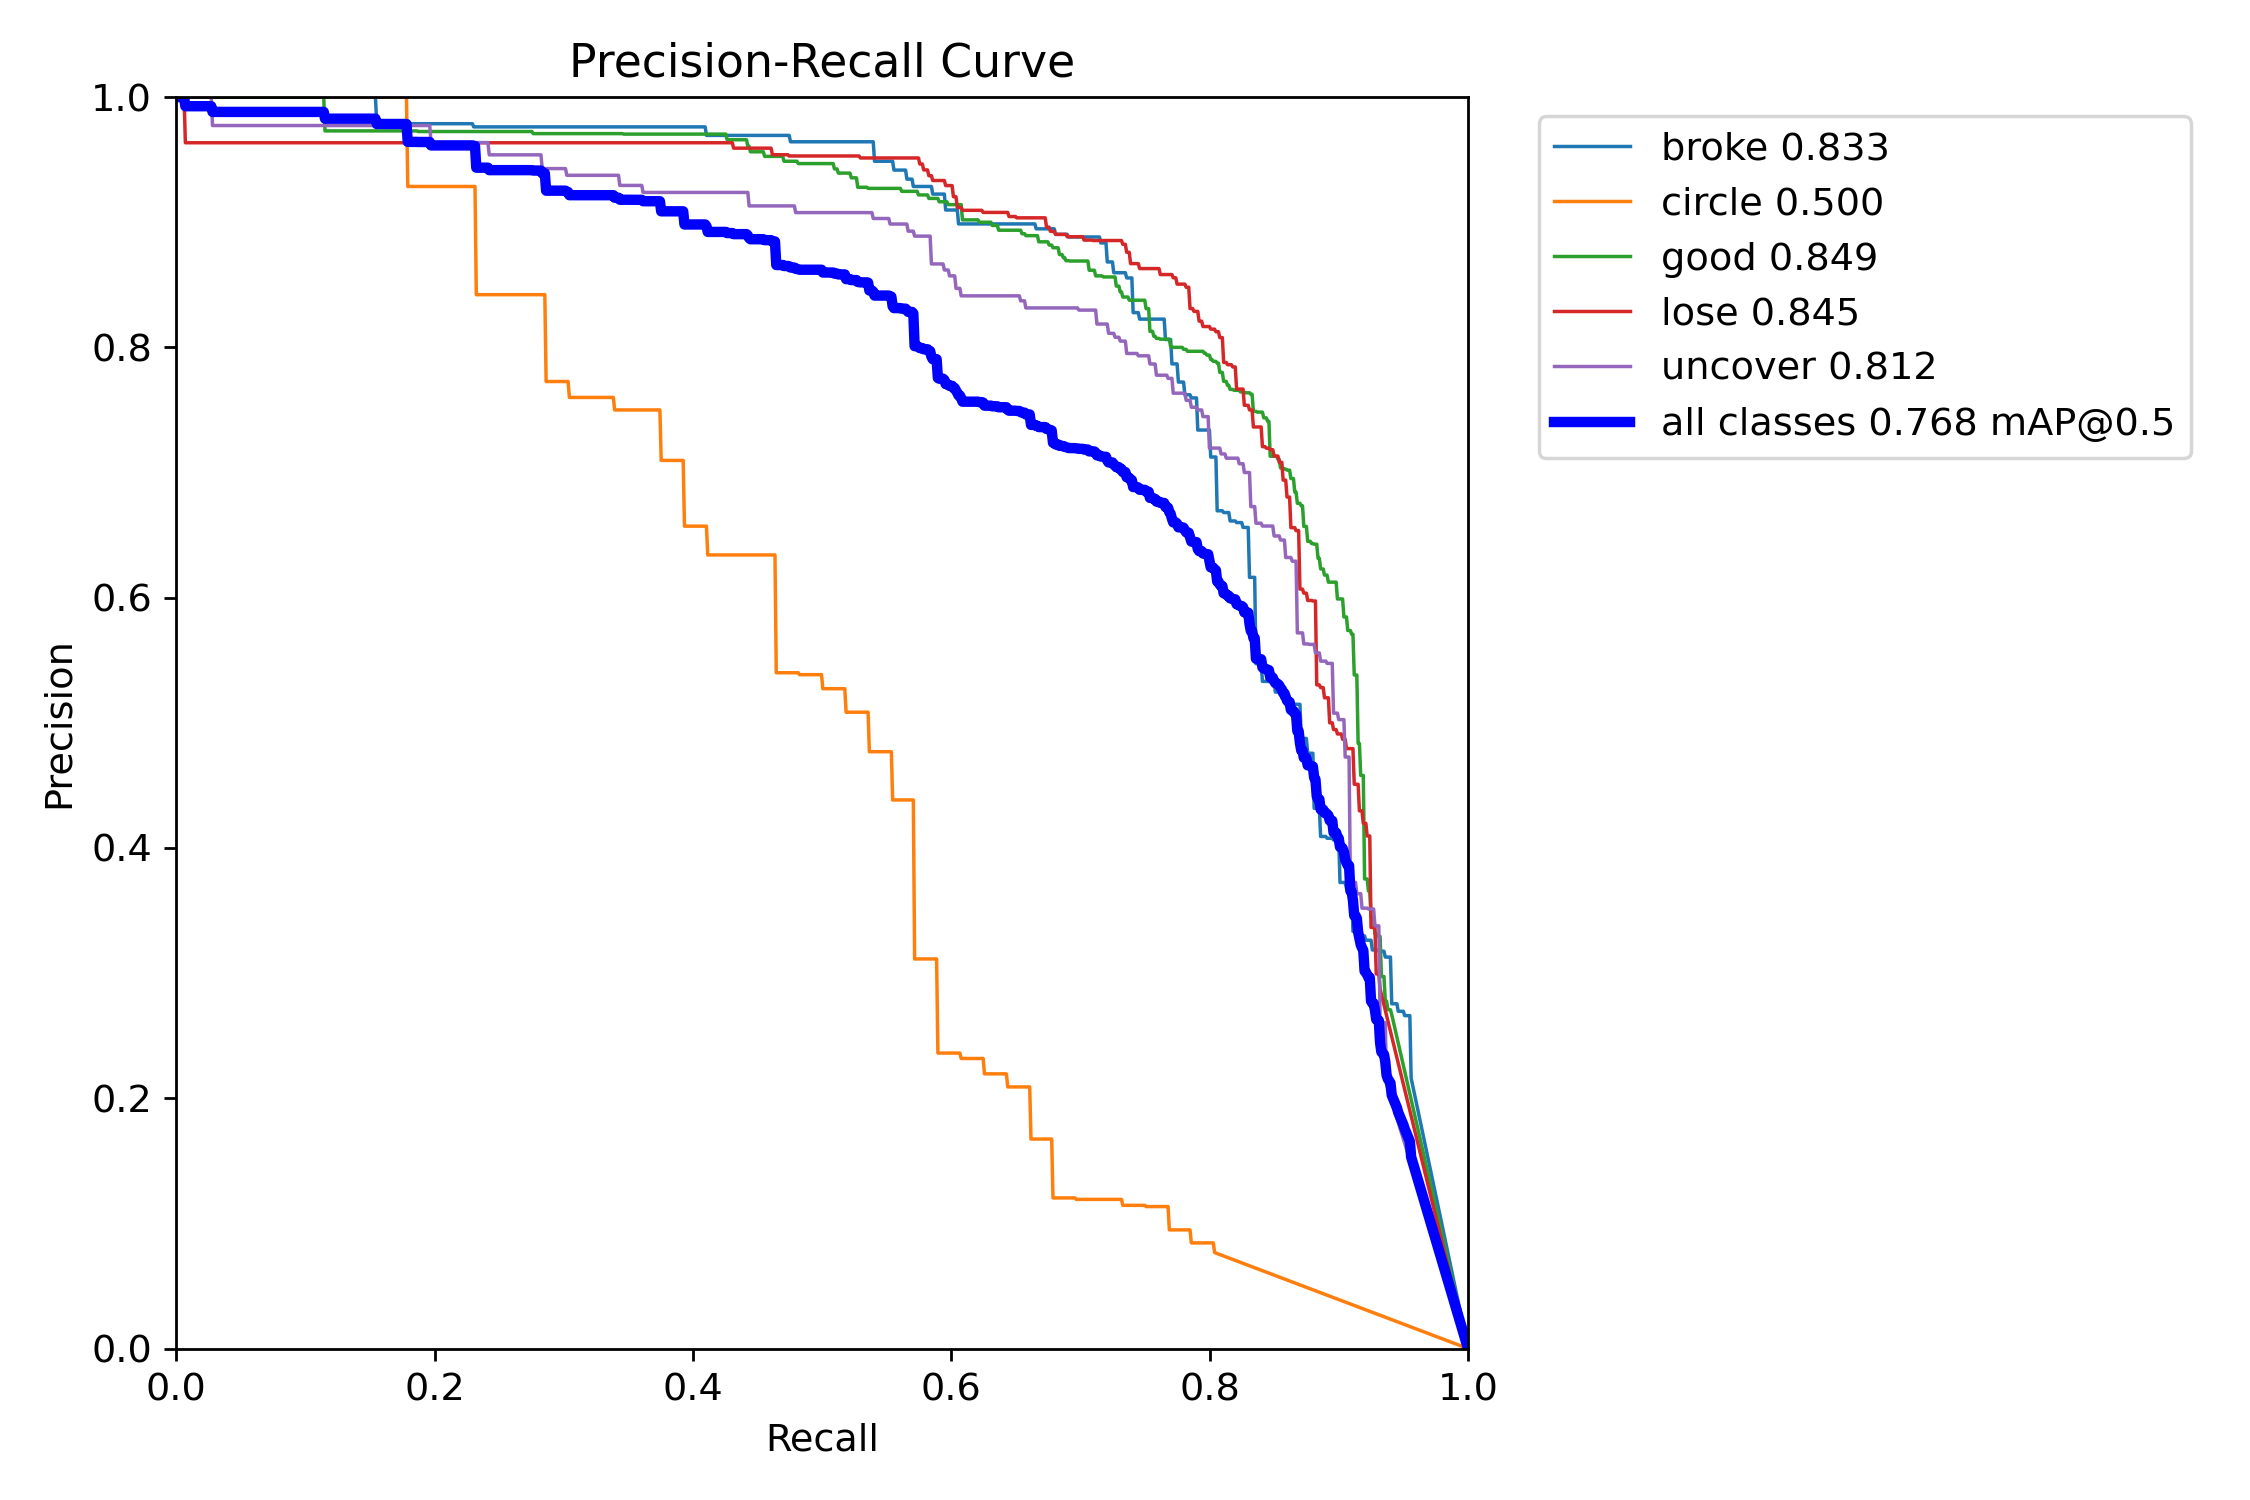 Precision-Recall Curve
1.0
0.8
0.6
0.4
0.2
0.0
Precision
0.0 0.2 0.4 0.6 0.8 1.0
Recall
broke 0.833
circle 0.500
good 0.849
lose 0.845
uncover 0.812
all classes 0.768 mAP@0.5